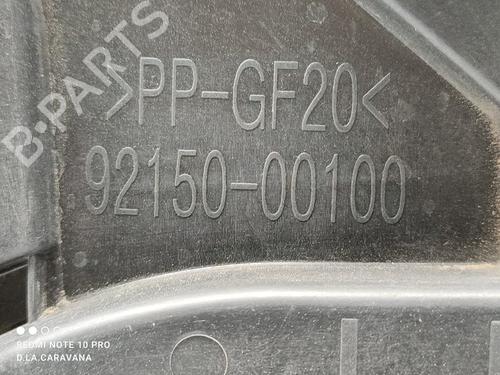 B-PARTS
>PP-GF20<
92150-00100
REDMI NOTE 10 PRO
D.LA.CARAVANA